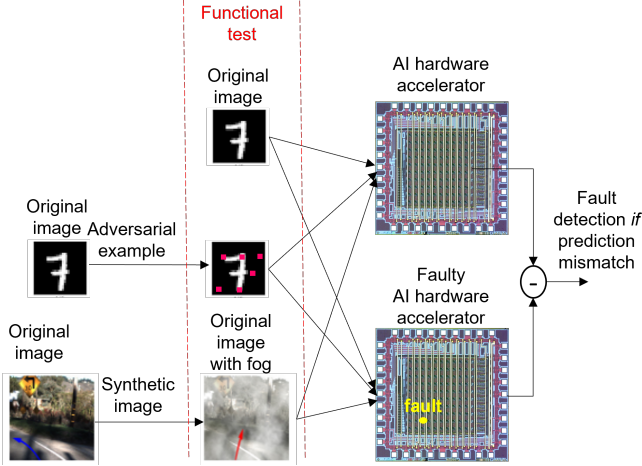 Functional
test
Original
image
AI hardware
accelerator
Original
image
Adversarial
example
Fault
detection if
prediction
mismatch
-
Faulty
AI hardware
accelerator
Original
image
Synthetic
image
Original
image
with fog
fault